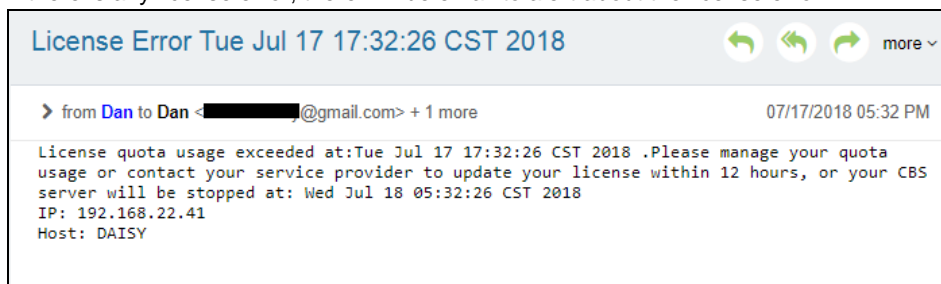 License Error Tue Jul 17 17:32:26 CST 2018
more
from Dan to Dan < @gmail.com> + 1 more
07/17/2018 05:32 PM
License quota usage exceeded at:Tue Jul 17 17:32:26 CST 2018 .Please manage your quota
usage or contact your service provider to update your license within 12 hours, or your CBS
server will be stopped at: Wed Jul 18 05:32:26 CST 2018
IP: 192.168.22.41
Host: DAISY